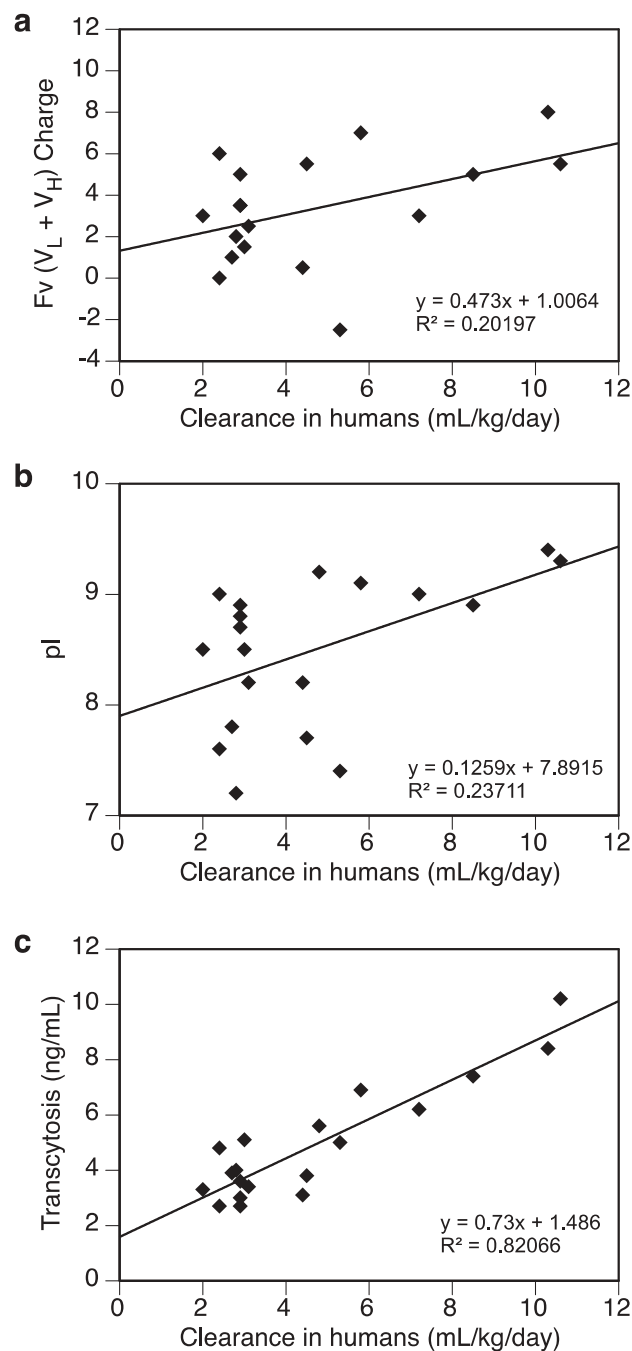 a
12
10
8
6
4
2
0
-2
-4
Fv (VL + VH) Charge
y = 0.473x + 1.0064
R² = 0.20197
0 2 4 6 8 10 12
Clearance in humans (mL/kg/day)
b
10
9
8
7
pI
y = 0.1259x + 7.8915
R² = 0.23711
0 2 4 6 8 10 12
Clearance in humans (mL/kg/day)
c
12
10
8
6
4
2
0
Transcytosis (ng/mL)
y = 0.73x + 1.486
R² = 0.82066
0 2 4 6 8 10 12
Clearance in humans (mL/kg/day)